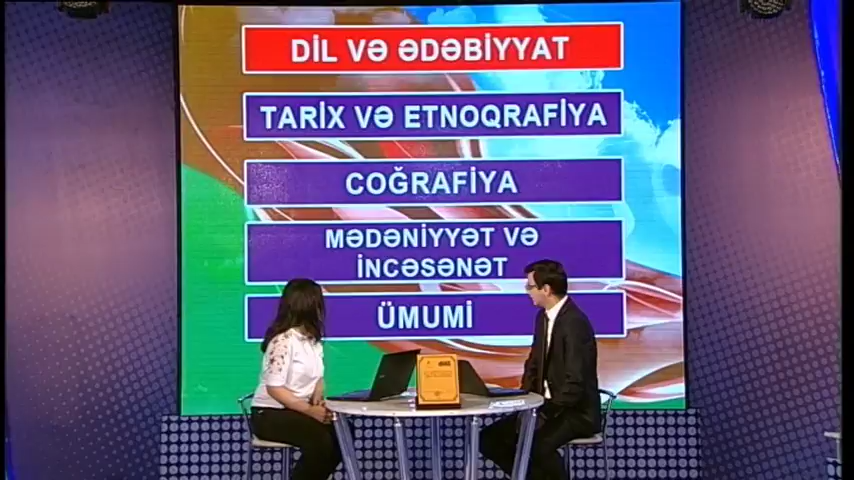 DİL VƏ ƏDƏBİYYAT
TARİX VƏ ETNOQRAFİYA
COĞRAFİYA
MƏDƏNİYYƏT VƏ
İNCƏSƏNƏT
ÜMUMİ